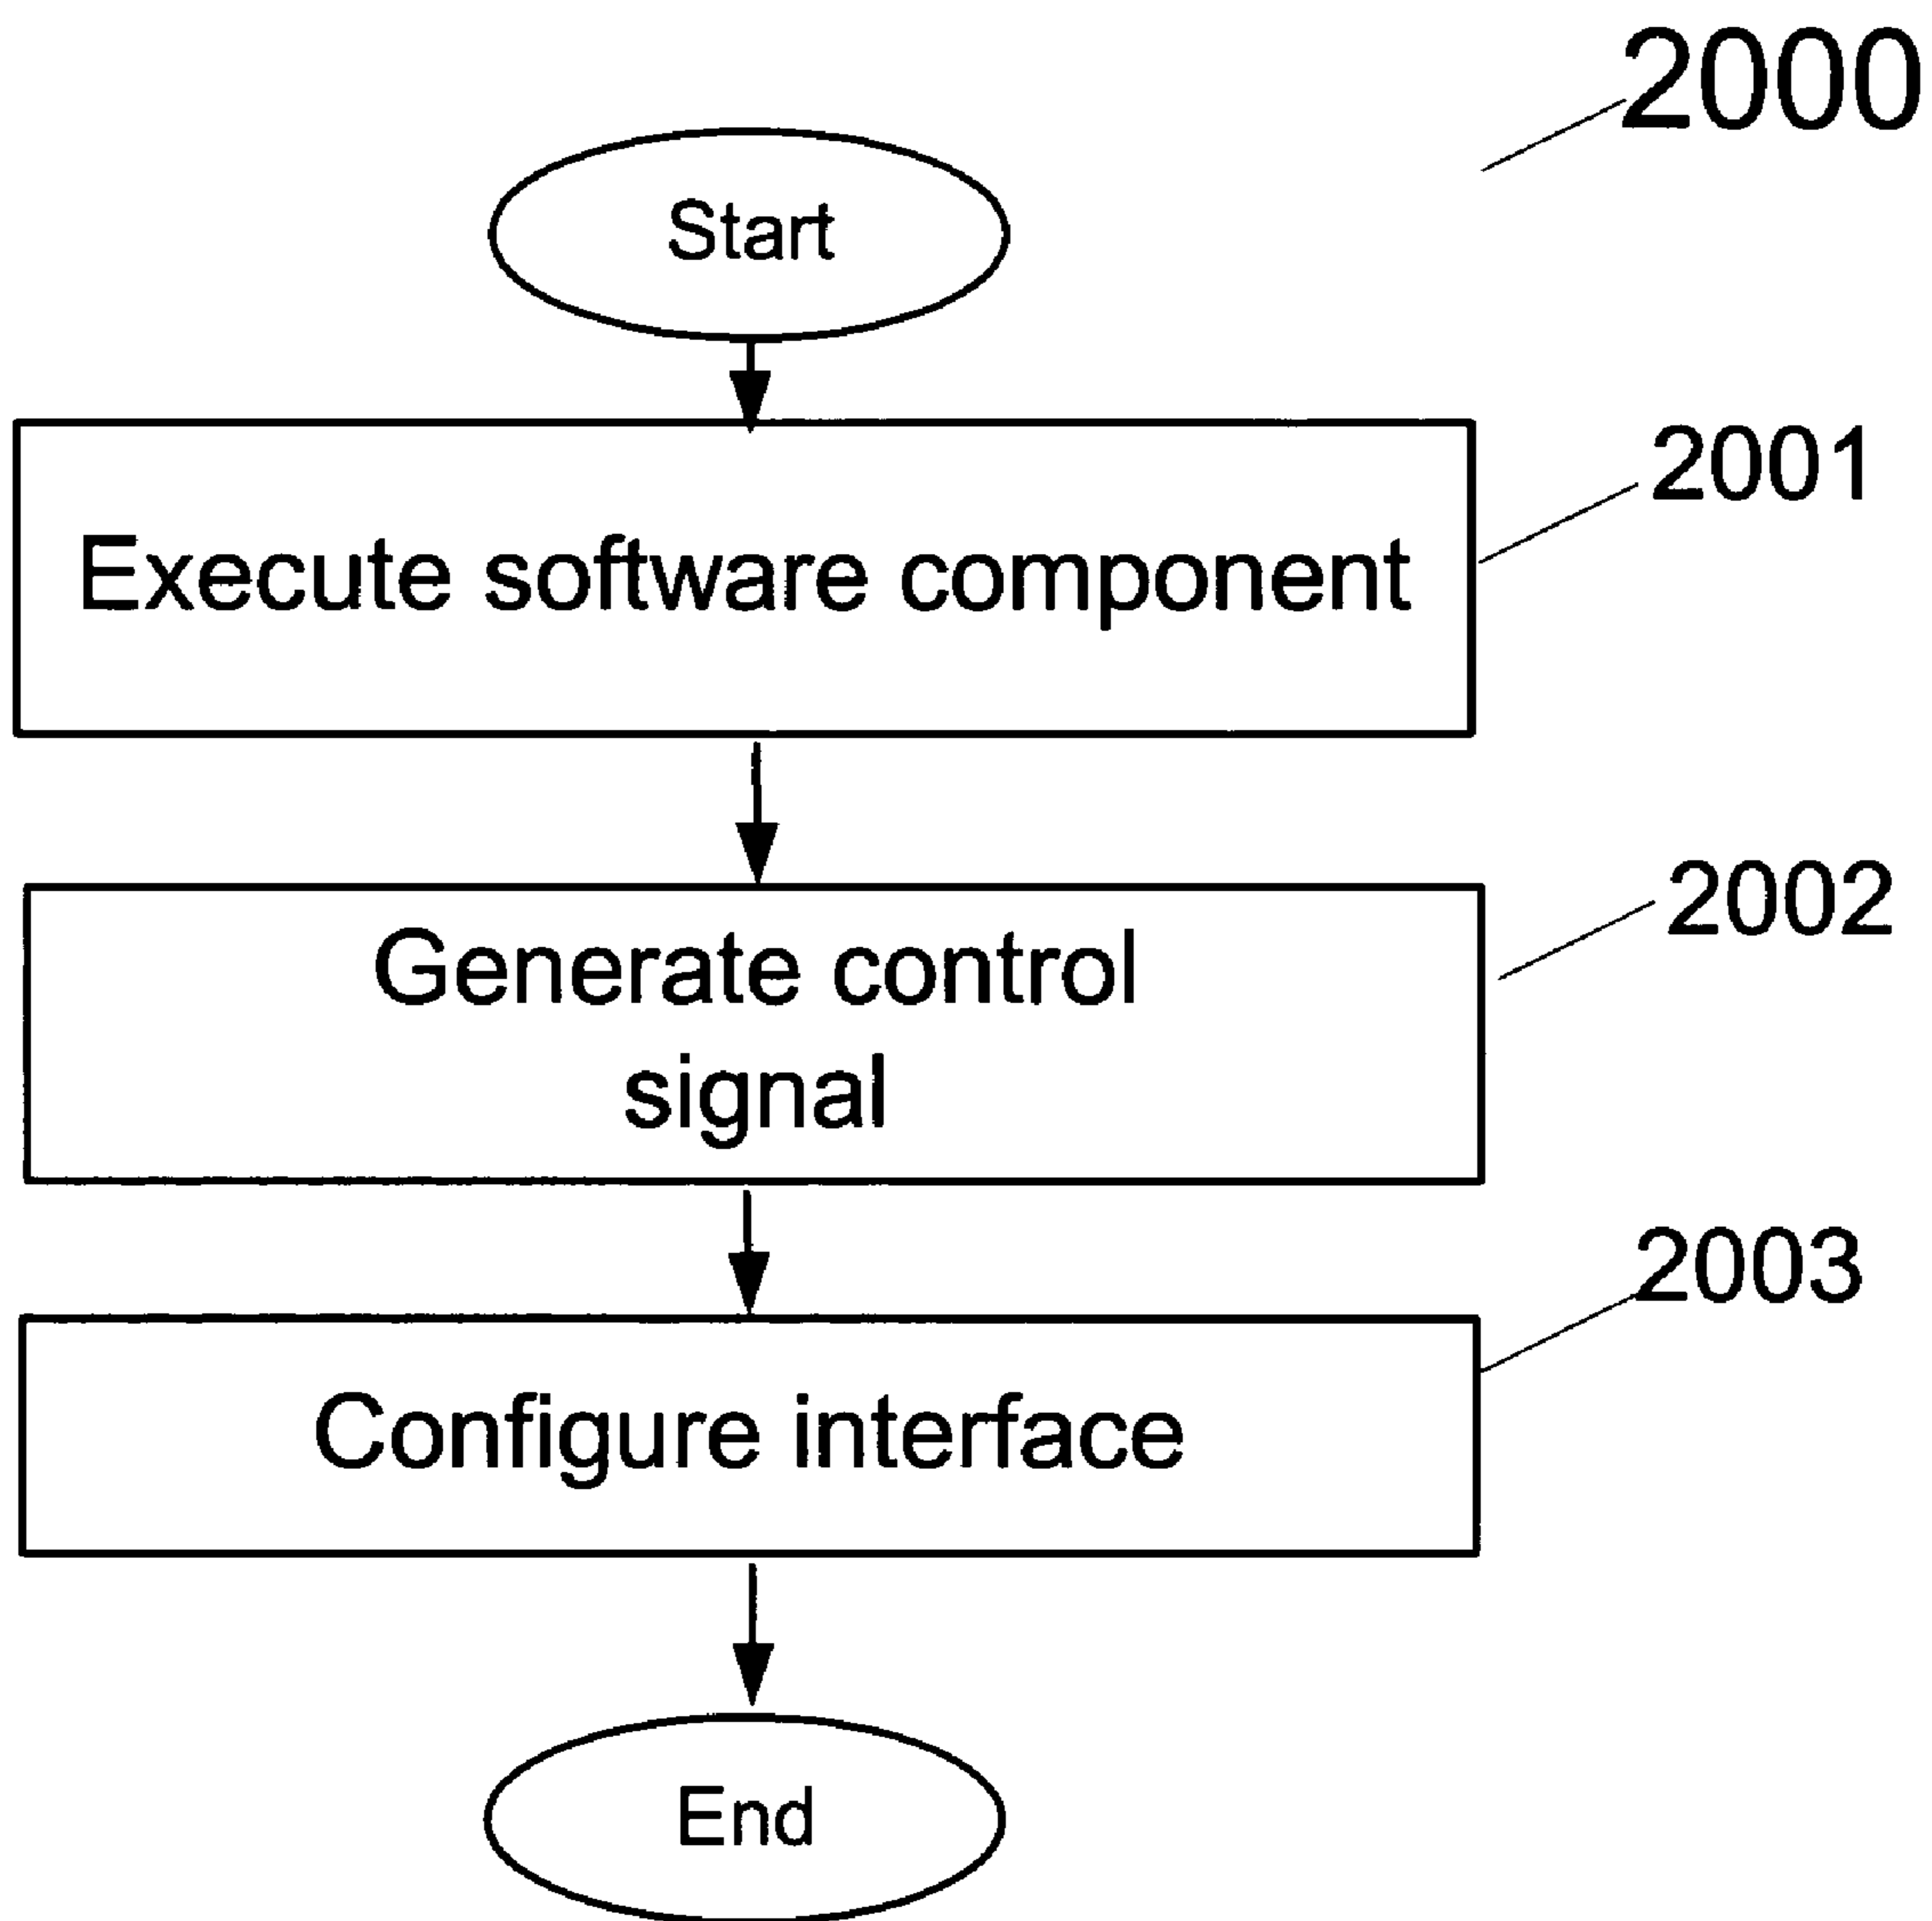 2000
Start
2001
Execute software component
2002
Generate control
signal
2003
Configure interface
End